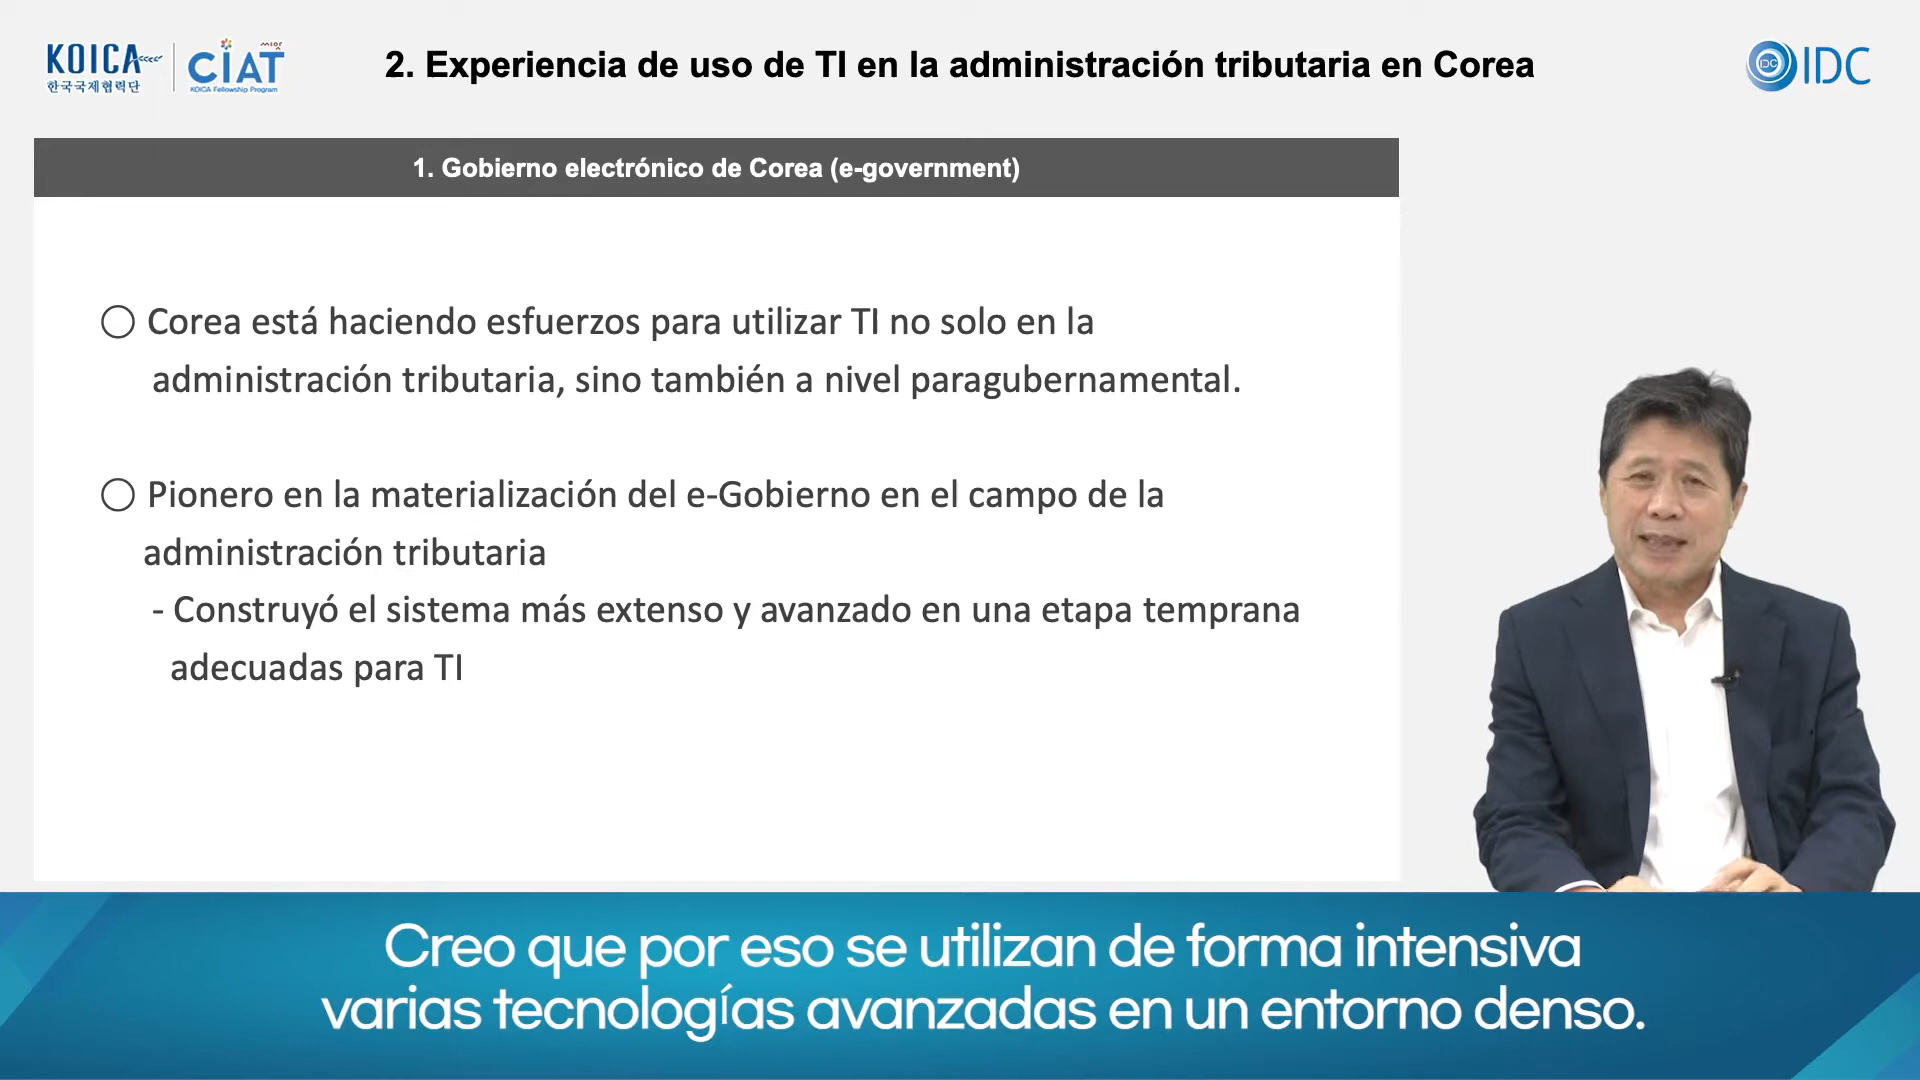 KOICA
한국국제협력단
CIAT
KOICA Fellowship Program
2. Experiencia de uso de TI en la administración tributaria en Corea
IDC
IDC
1. Gobierno electrónico de Corea (e-government)
○ Corea está haciendo esfuerzos para utilizar TI no solo en la
administración tributaria, sino también a nivel paragubernamental.
○ Pionero en la materialización del e-Gobierno en el campo de la
administración tributaria
- Construyó el sistema más extenso y avanzado en una etapa temprana
adecuadas para TI
Creo que por eso se utilizan de forma intensiva
varias tecnologías avanzadas en un entorno denso.